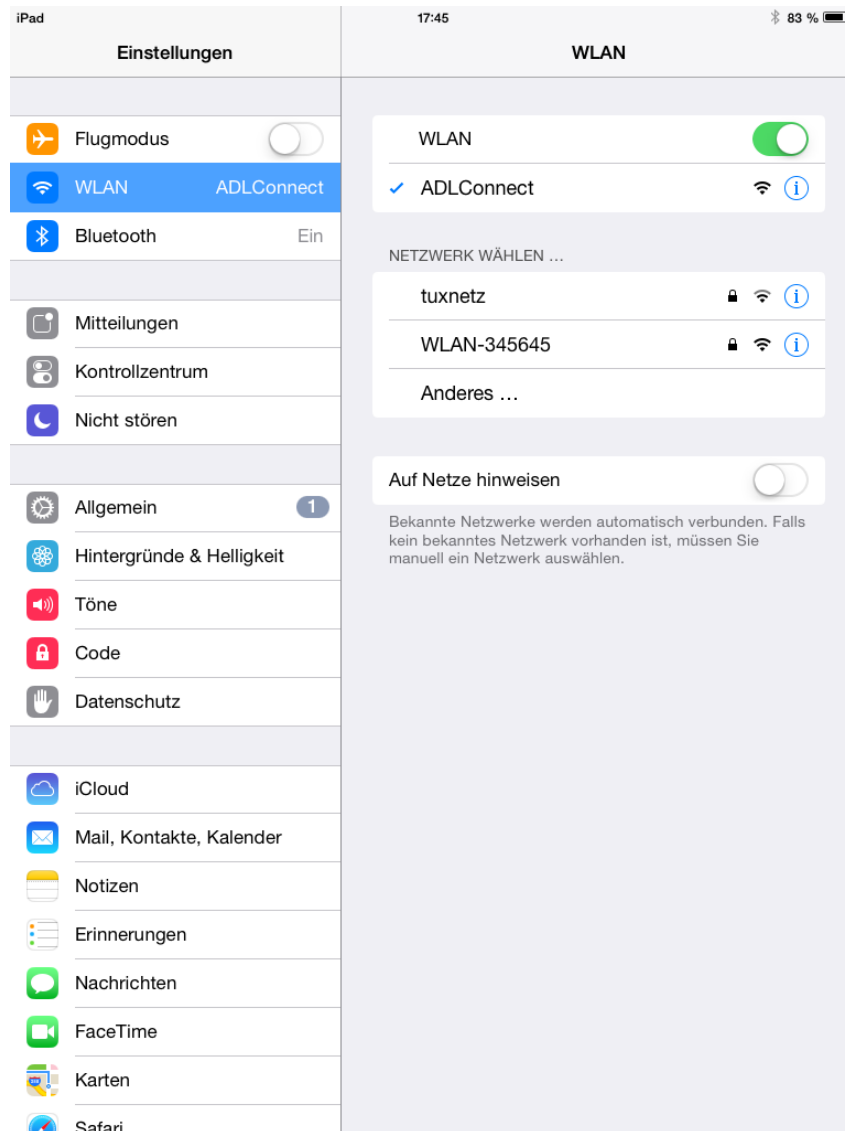 iPad 17:45 83 %
Einstellungen
WLAN
Flugmodus
WLAN ADLConnect
Bluetooth Ein
Mitteilungen
Kontrollzentrum
Nicht stören
Allgemein 1
Hintergründe & Helligkeit
Töne
Code
Datenschutz
iCloud
Mail, Kontakte, Kalender
Notizen
Erinnerungen
Nachrichten
FaceTime
Karten
Safari
WLAN
ADLConnect
NETZWERK WÄHLEN ...
tuxnetz
WLAN-345645
Anderes ...
Auf Netze hinweisen
Bekannte Netzwerke werden automatisch verbunden. Falls
kein bekanntes Netzwerk vorhanden ist, müssen Sie
manuell ein Netzwerk auswählen.